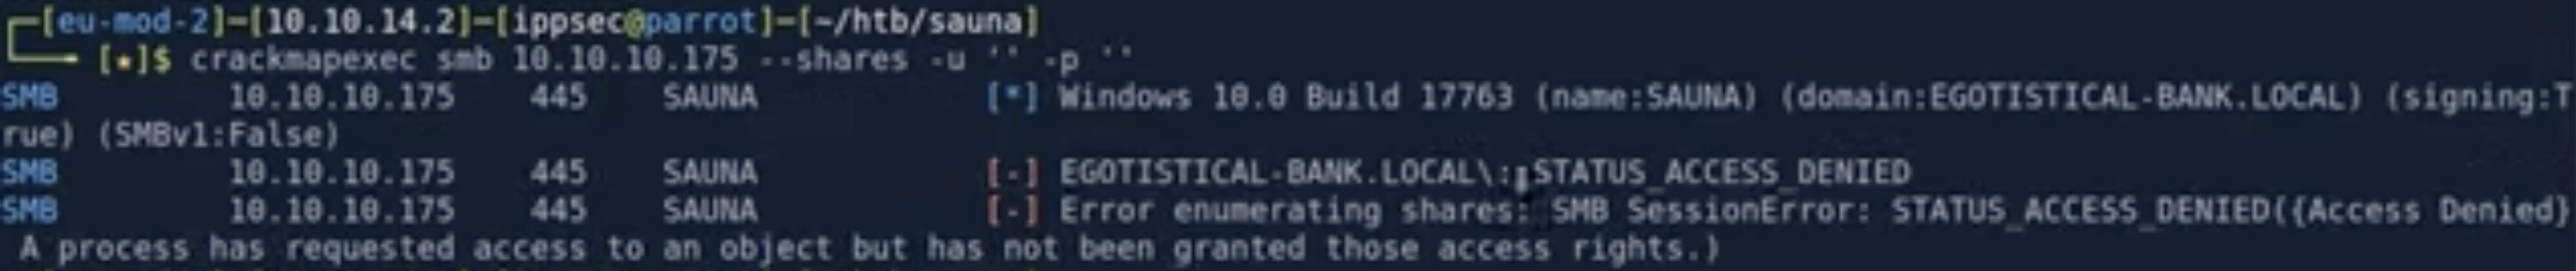 [eu-mod-2]─[10.10.14.2]─[ippsec@parrot]─[~/htb/sauna]
[★]$ crackmapexec smb 10.10.10.175 --shares -u '' -p ''
SMB 10.10.10.175 445 SAUNA [*] Windows 10.0 Build 17763 (name:SAUNA) (domain:EGOTISTICAL-BANK.LOCAL) (signing:T
rue) (SMBv1:False)
SMB 10.10.10.175 445 SAUNA [-] EGOTISTICAL-BANK.LOCAL\: STATUS_ACCESS_DENIED
SMB 10.10.10.175 445 SAUNA [-] Error enumerating shares: SMB SessionError: STATUS_ACCESS_DENIED({Access Denied}
A process has requested access to an object but has not been granted those access rights.)